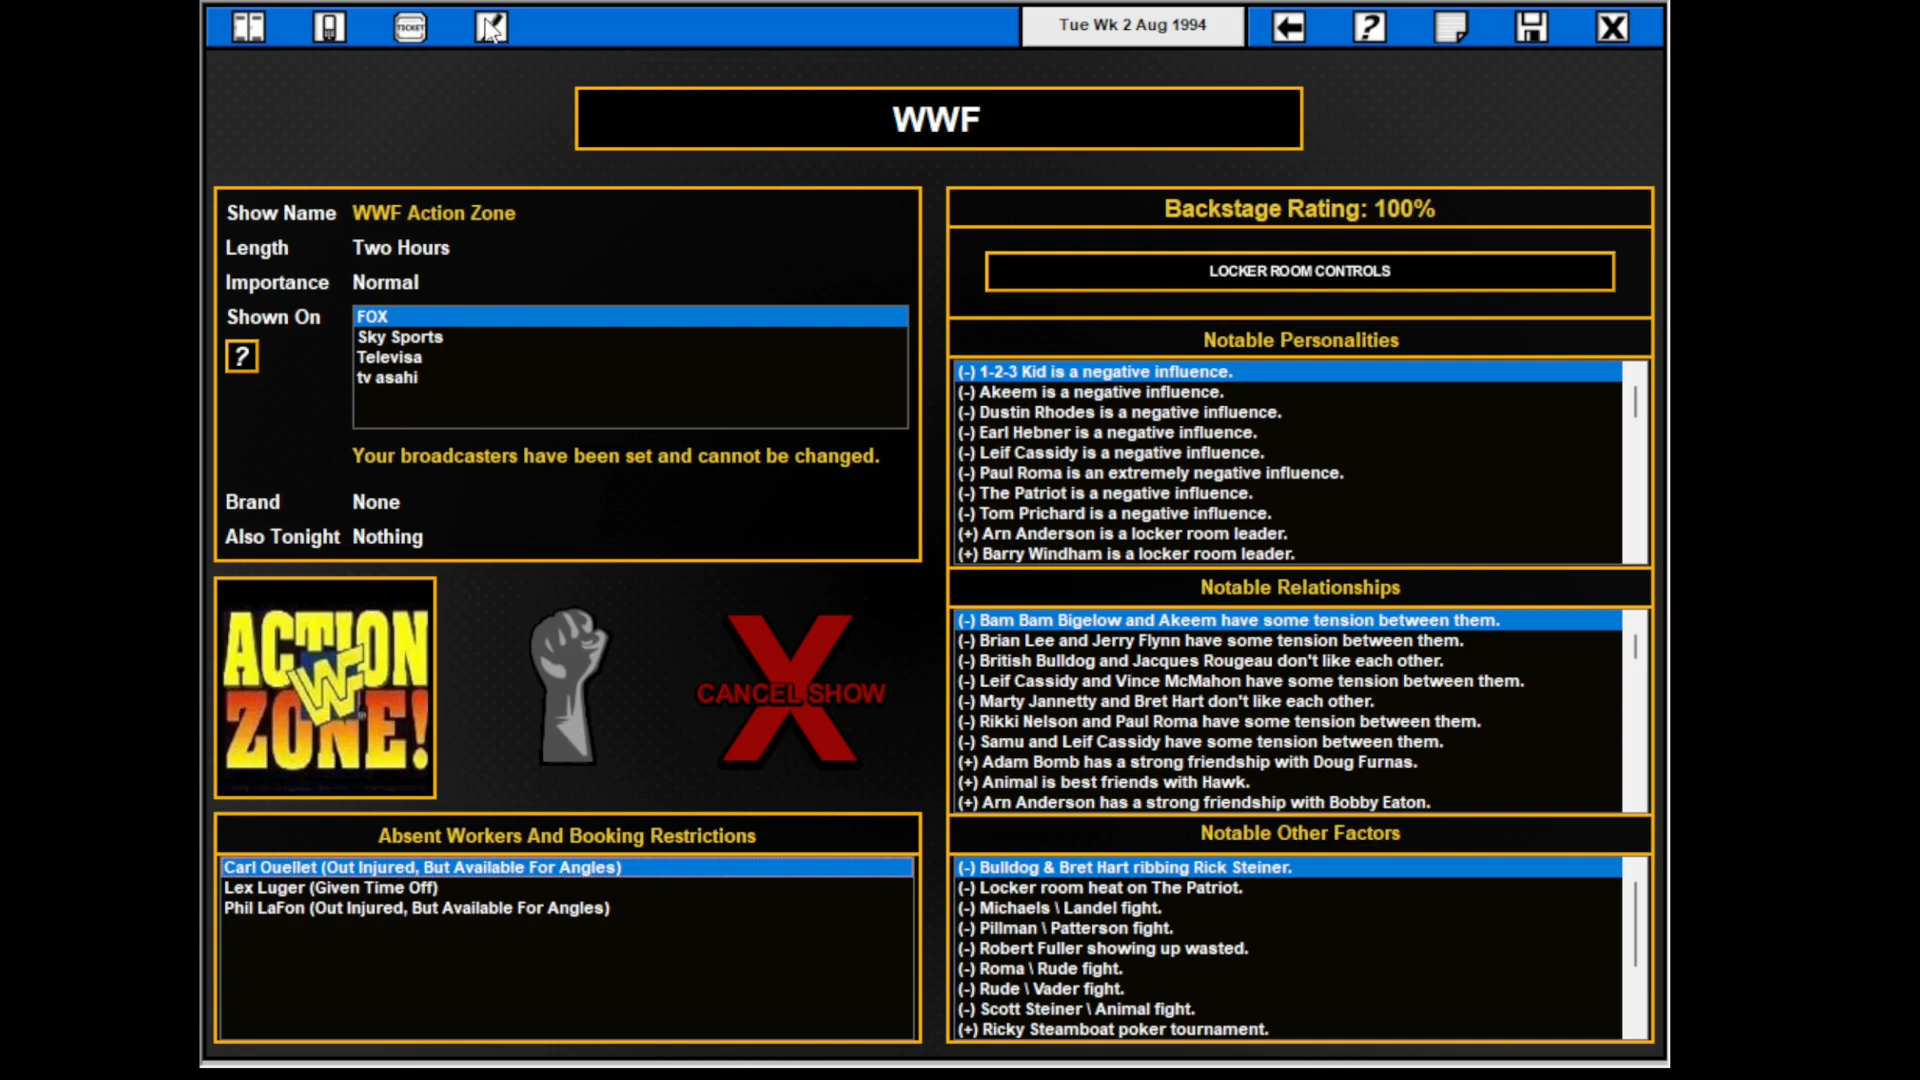 TICKET
Tue Wk 2 Aug 1994
?
X
WWF
Show Name WWF Action Zone
Length Two Hours
Importance Normal
Shown On FOX
Sky Sports
Televisa
tv asahi
?
Your broadcasters have been set and cannot be changed.
Brand None
Also Tonight Nothing
ACTION
WF
ZONE!
X
CANCEL SHOW
Absent Workers And Booking Restrictions
Carl Ouellet (Out Injured, But Available For Angles)
Lex Luger (Given Time Off)
Phil LaFon (Out Injured, But Available For Angles)
Backstage Rating: 100%
LOCKER ROOM CONTROLS
Notable Personalities
(-) 1-2-3 Kid is a negative influence.
(-) Akeem is a negative influence.
(-) Dustin Rhodes is a negative influence.
(-) Earl Hebner is a negative influence.
(-) Leif Cassidy is a negative influence.
(-) Paul Roma is an extremely negative influence.
(-) The Patriot is a negative influence.
(-) Tom Prichard is a negative influence.
(+) Arn Anderson is a locker room leader.
(+) Barry Windham is a locker room leader.
Notable Relationships
(-) Bam Bam Bigelow and Akeem have some tension between them.
(-) Brian Lee and Jerry Flynn have some tension between them.
(-) British Bulldog and Jacques Rougeau don't like each other.
(-) Leif Cassidy and Vince McMahon have some tension between them.
(-) Marty Jannetty and Bret Hart don't like each other.
(-) Rikki Nelson and Paul Roma have some tension between them.
(-) Samu and Leif Cassidy have some tension between them.
(+) Adam Bomb has a strong friendship with Doug Furnas.
(+) Animal is best friends with Hawk.
(+) Arn Anderson has a strong friendship with Bobby Eaton.
Notable Other Factors
(-) Bulldog & Bret Hart ribbing Rick Steiner.
(-) Locker room heat on The Patriot.
(-) Michaels \ Landel fight.
(-) Pillman \ Patterson fight.
(-) Robert Fuller showing up wasted.
(-) Roma \ Rude fight.
(-) Rude \ Vader fight.
(-) Scott Steiner \ Animal fight.
(+) Ricky Steamboat poker tournament.